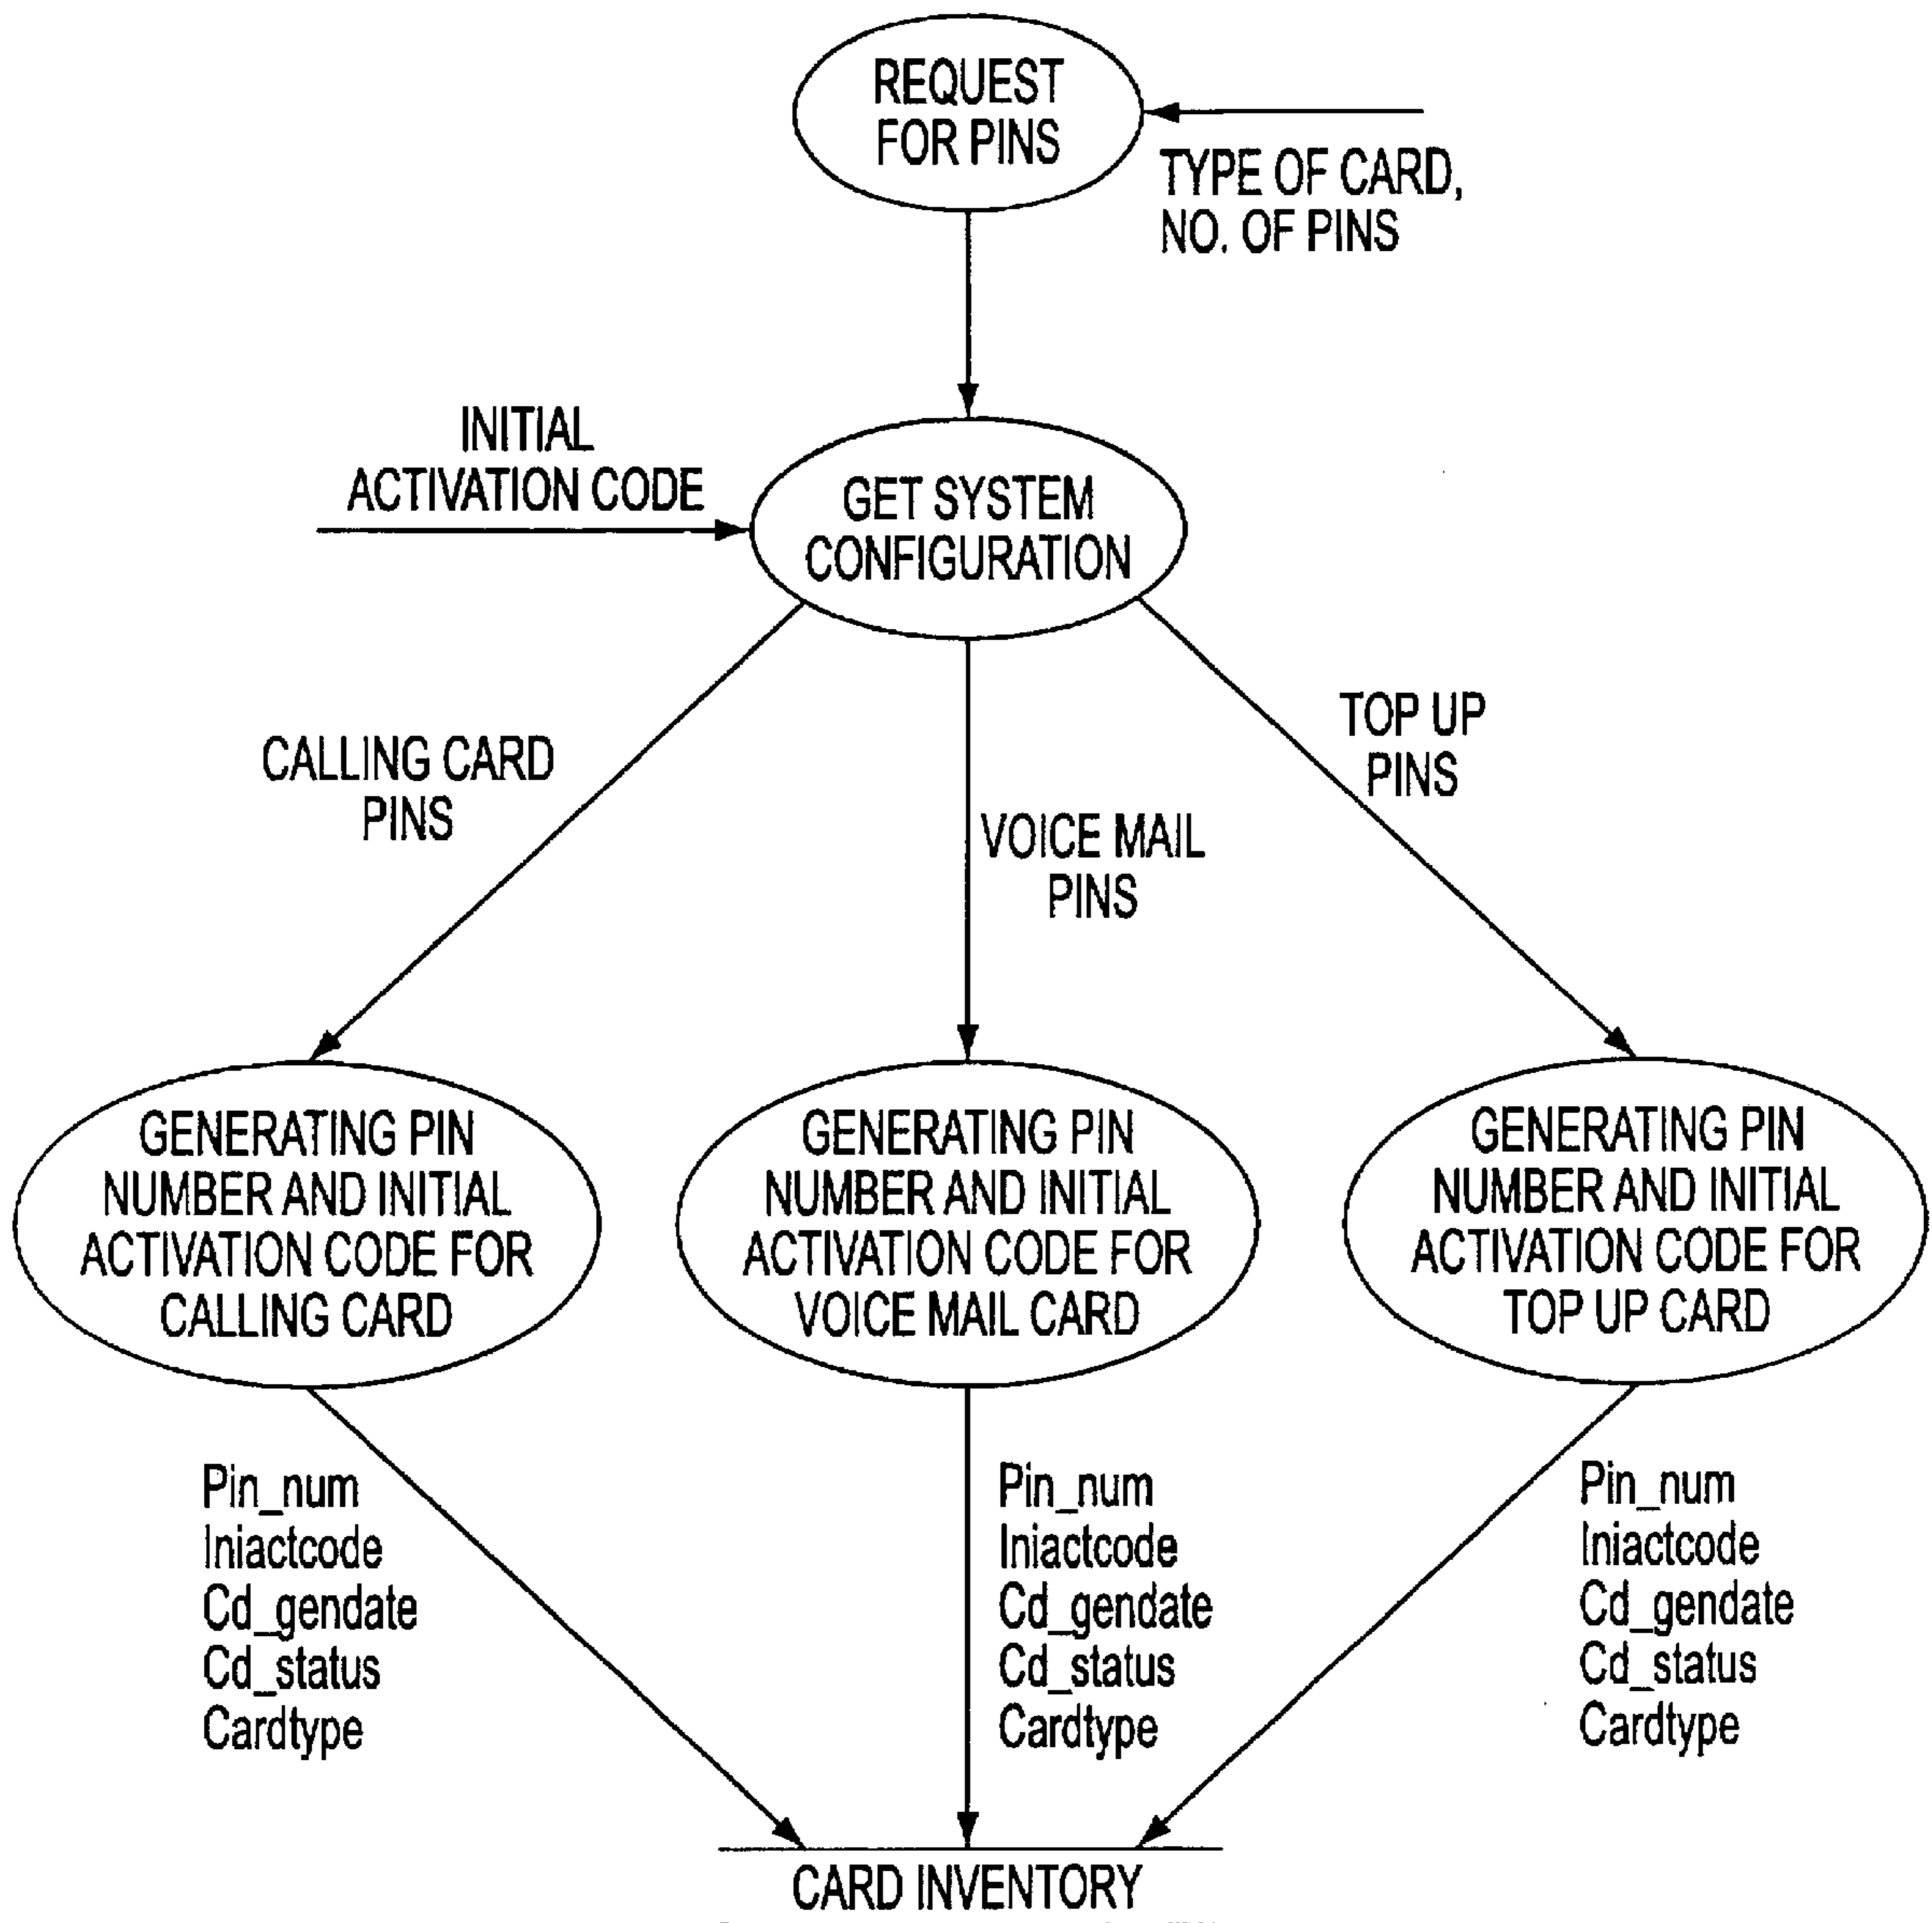 REQUEST
FOR PINS
TYPE OF CARD,
NO. OF PINS
INITIAL
ACTIVATION CODE
GET SYSTEM
CONFIGURATION
CALLING CARD
PINS
VOICE MAIL
PINS
TOP UP
PINS
GENERATING PIN
NUMBER AND INITIAL
ACTIVATION CODE FOR
CALLING CARD
GENERATING PIN
NUMBER AND INITIAL
ACTIVATION CODE FOR
VOICE MAIL CARD
GENERATING PIN
NUMBER AND INITIAL
ACTIVATION CODE FOR
TOP UP CARD
Pin_num
Iniactcode
Cd_gendate
Cd_status
Cardtype
Pin_num
Iniactcode
Cd_gendate
Cd_status
Cardtype
Pin_num
Iniactcode
Cd_gendate
Cd_status
Cardtype
CARD INVENTORY